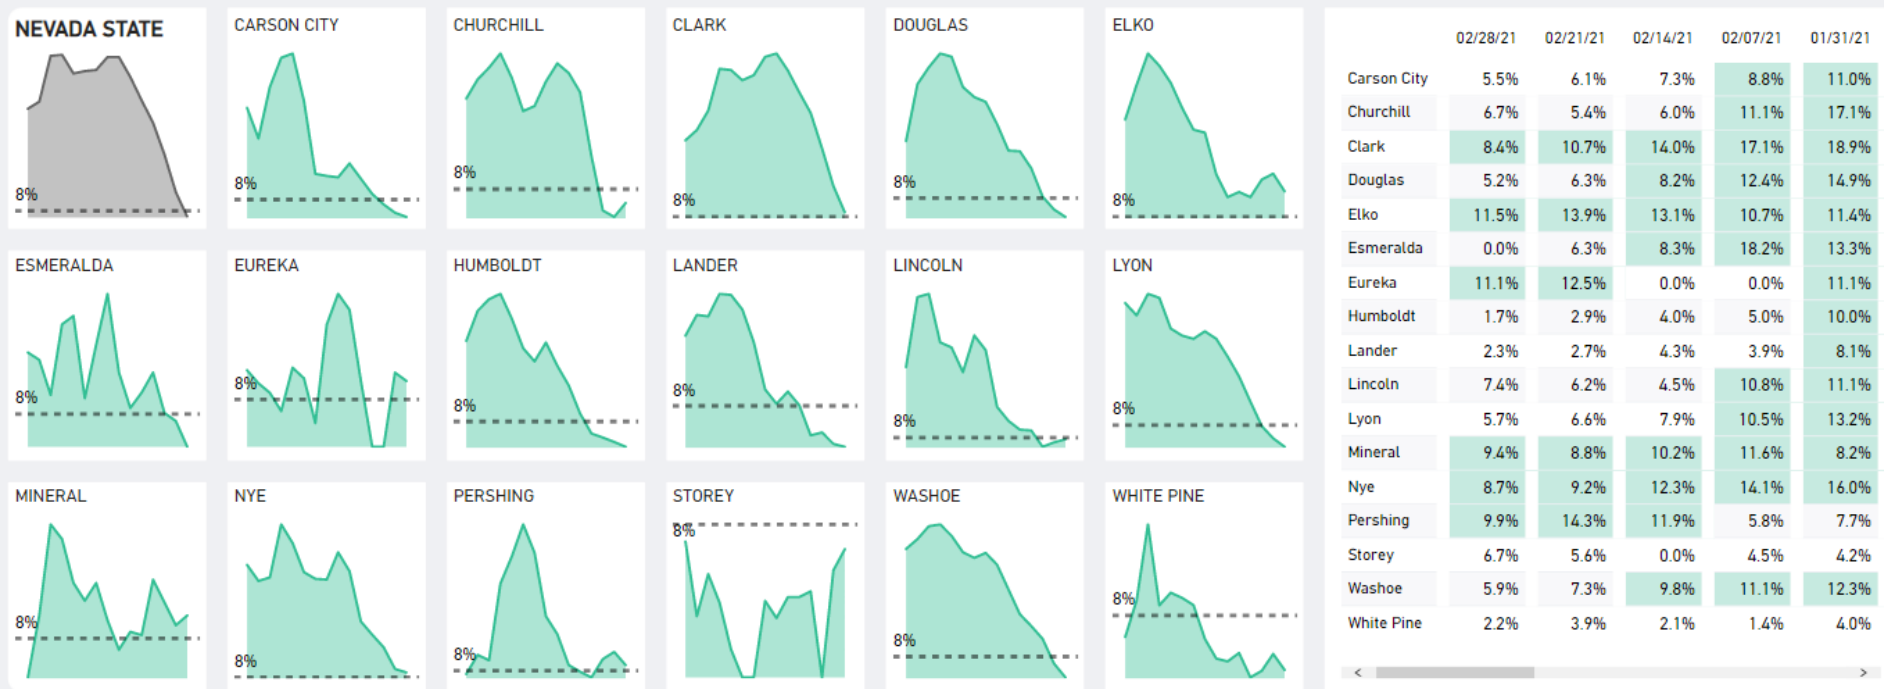 NEVADA STATE
8%
CARSON CITY
8%
CHURCHILL
8%
CLARK
8%
DOUGLAS
8%
ELKO
8%
ESMERALDA
8%
EUREKA
8%
HUMBOLDT
8%
LANDER
8%
LINCOLN
8%
LYON
8%
MINERAL
8%
NYE
8%
PERSHING
8%
STOREY
8%
WASHOE
8%
WHITE PINE
8%
02/28/21 02/21/21 02/14/21 02/07/21 01/31/21
Carson City 5.5% 6.1% 7.3% 8.8% 11.0%
Churchill 6.7% 5.4% 6.0% 11.1% 17.1%
Clark 8.4% 10.7% 14.0% 17.1% 18.9%
Douglas 5.2% 6.3% 8.2% 12.4% 14.9%
Elko 11.5% 13.9% 13.1% 10.7% 11.4%
Esmeralda 0.0% 6.3% 8.3% 18.2% 13.3%
Eureka 11.1% 12.5% 0.0% 0.0% 11.1%
Humboldt 1.7% 2.9% 4.0% 5.0% 10.0%
Lander 2.3% 2.7% 4.3% 3.9% 8.1%
Lincoln 7.4% 6.2% 4.5% 10.8% 11.1%
Lyon 5.7% 6.6% 7.9% 10.5% 13.2%
Mineral 9.4% 8.8% 10.2% 11.6% 8.2%
Nye 8.7% 9.2% 12.3% 14.1% 16.0%
Pershing 9.9% 14.3% 11.9% 5.8% 7.7%
Storey 6.7% 5.6% 0.0% 4.5% 4.2%
Washoe 5.9% 7.3% 9.8% 11.1% 12.3%
White Pine 2.2% 3.9% 2.1% 1.4% 4.0%